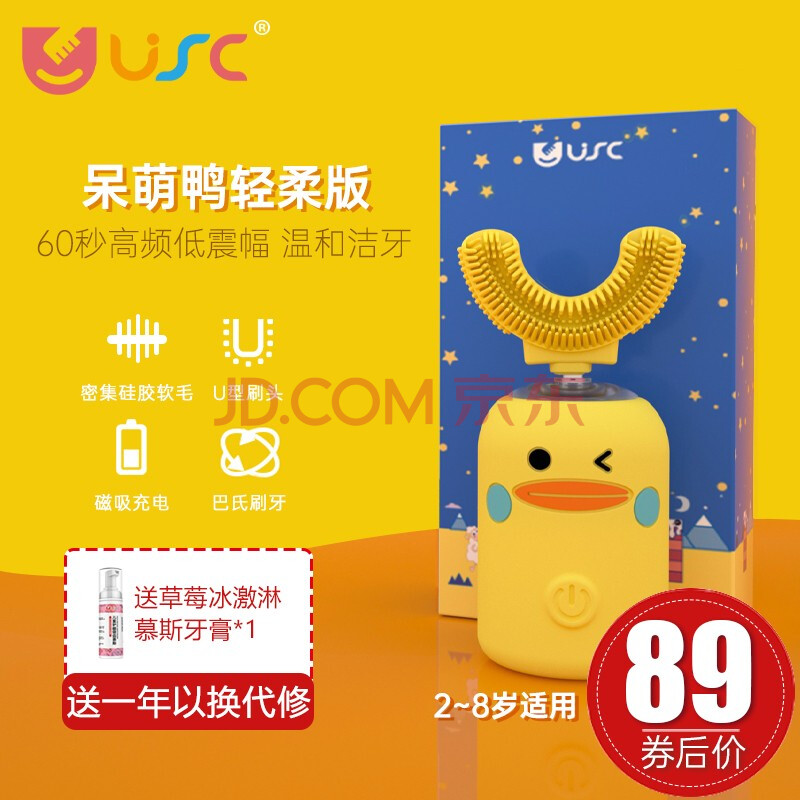 USC®
usc
呆萌鸭轻柔版
60秒高频低震幅 温和洁牙
密集硅胶软毛
U型刷头
JD.COM 京东
磁吸充电
巴氏刷牙
送草莓冰激淋
慕斯牙膏*1
送一年以换代修
2~8岁适用
89
券后价